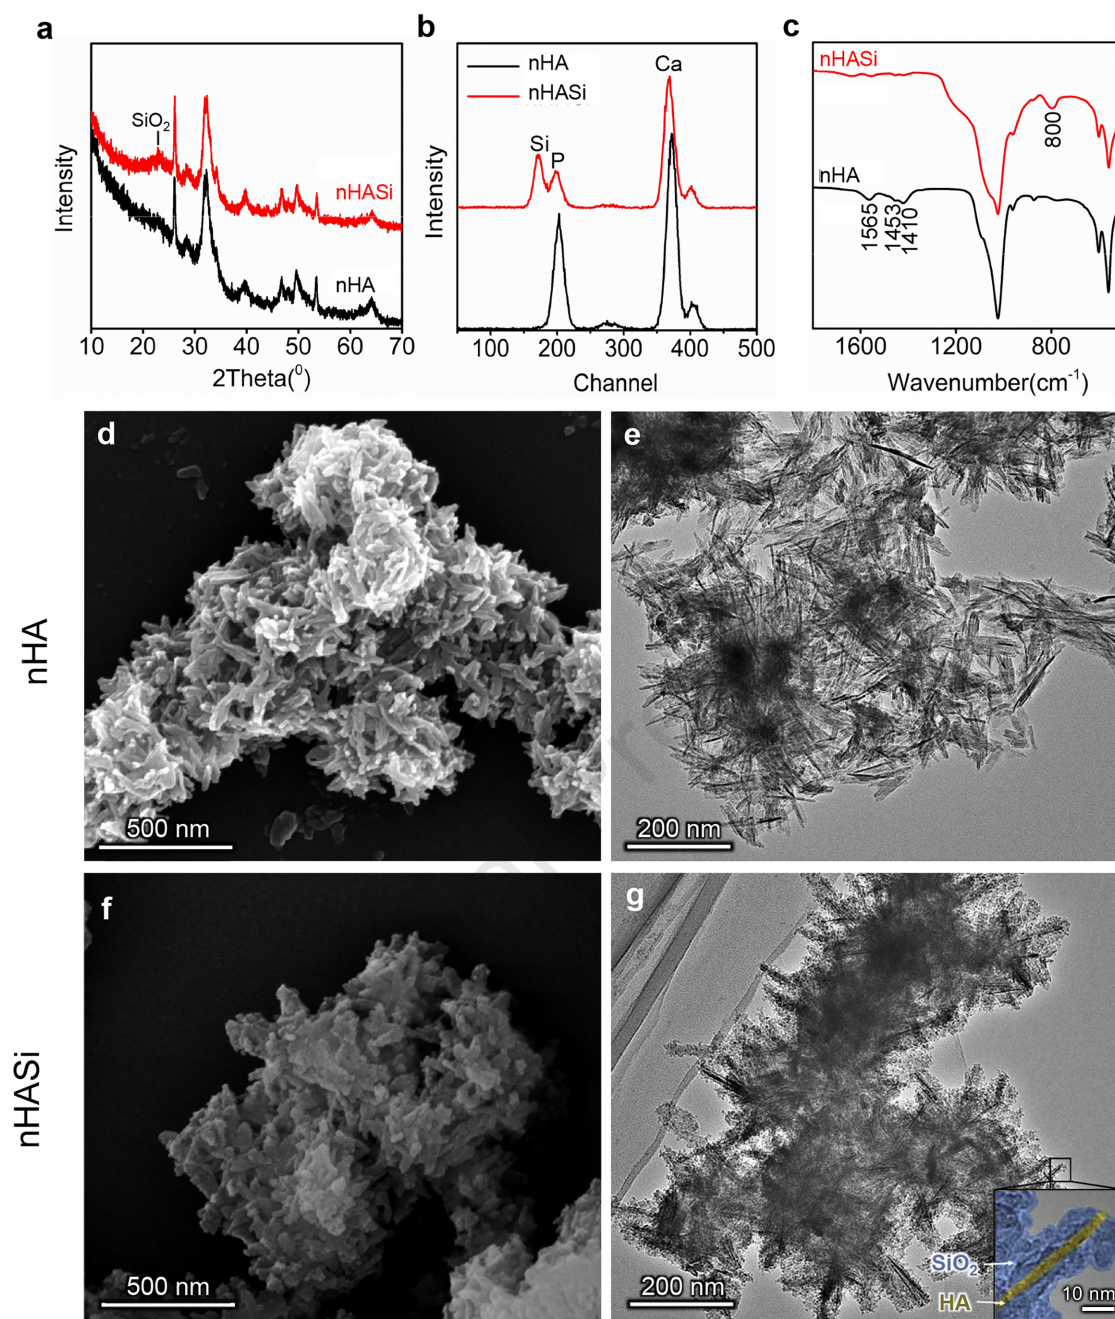 a
Intensity
SiO2
nHASi
nHA
10 20 30 40 50 60 70
2Theta(⁰)
b
Intensity
nHA
nHASi
Ca
Si
P
100 200 300 400 500
Channel
c
nHASi
800
nHA
1565
1453
1410
1600 1200 800
Wavenumber(cm⁻¹)
nHA
d
500 nm
e
200 nm
nHASi
f
500 nm
g
200 nm
SiO2
HA
10 nm